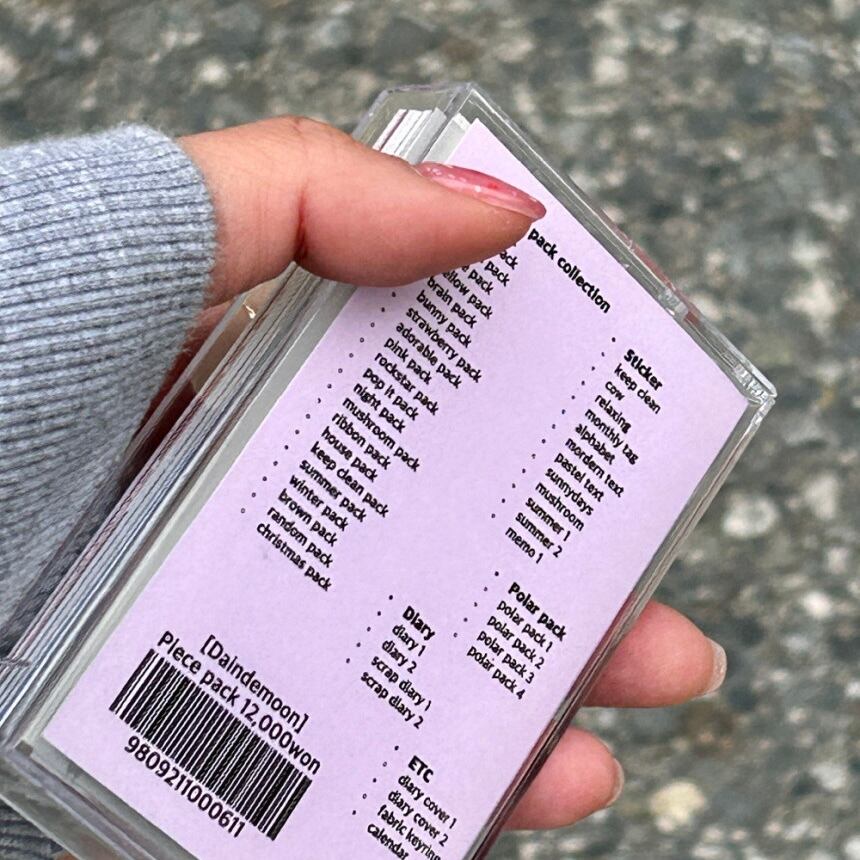 pack collection
pack
pack
pack
pack
brain pack
bunny pack
strawberry pack
adorable pack
pink pack
rockstar pack
pop it pack
night pack
mushroom pack
ribbon pack
house pack
keep clean pack
summer pack
winter pack
brown pack
random pack
christmas pack
Sticker
keep clean
cow
relaxing
monthly tag
alphabet
mordern text
pastel text
sunnydays
mushroom
summer 1
summer 2
memo 1
Polar pack
polar pack 1
polar pack 2
polar pack 3
polar pack 4
Diary
diary 1
diary 2
scrap diary 1
scrap diary 2
ETC
diary cover 1
diary cover 2
fabric keyring
calendar
[Daindemoon]
Piece pack 12,000won
9809211000611